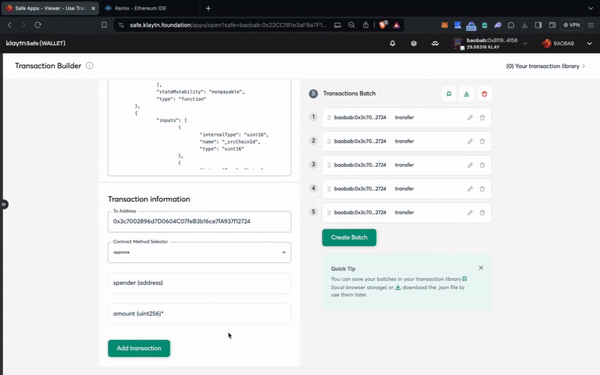 Safe Apps - Viewer - Use Tra
Remix - Ethereum IDE
safe.klaytn.foundation/apps/open?safe=baobab:0x22CCf81e3aF9a7F1...
VPN
klaytn Safe {WALLET}
baobab:0xB119...4156
29.98316 KLAY
BAOBAB
Transaction Builder
(0) Your transaction library
],
"stateMutability": "nonpayable",
"type": "function"
},
{
"inputs": [
{
"internalType": "uint16",
"name": "_srcChainId",
"type": "uint16"
},
{
Transaction information
To Address
0x3c7002896d7D0604C07feB3b16ce7fA937f12724
Contract Method Selector
approve
spender (address)
amount (uint256)*
Add transaction
5 Transactions Batch
1 baobab:0x3c70...2724 transfer
2 baobab:0x3c70...2724 transfer
3 baobab:0x3c70...2724 transfer
4 baobab:0x3c70...2724 transfer
5 baobab:0x3c70...2724 transfer
Create Batch
Quick Tip
You can save your batches in your transaction library
(local browser storage) or download the .json file to
use them later.